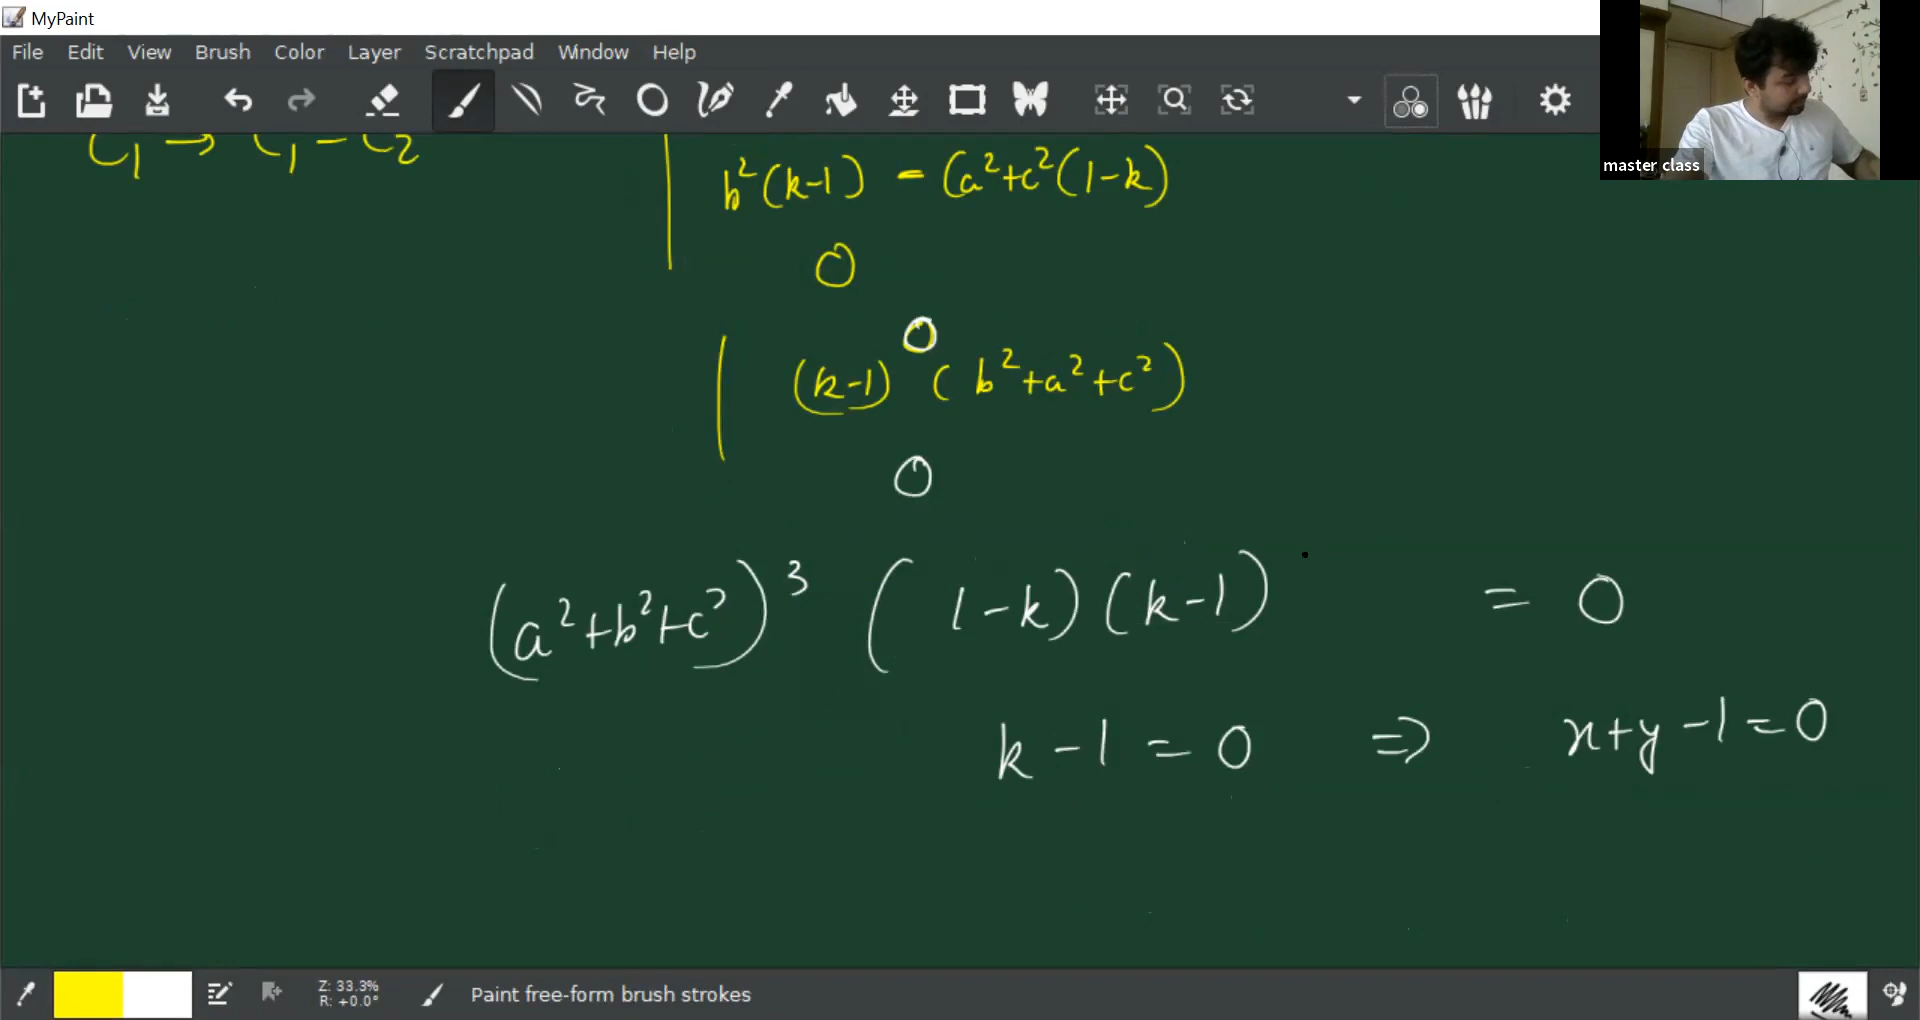 MyPaint
File Edit View Brush Color Layer Scratchpad Window Help
master class
C₁ → C₁ - C₂
b²(k-1) - (a²+c²(1-k)
0
0
(k-1) (b²+a²+c²)
0
(a²+b²+c²)³ (1-k)(k-1) = 0
k-1=0 ⇒ x+y-1=0
Z: 33.3%
R: +0.0°
Paint free-form brush strokes